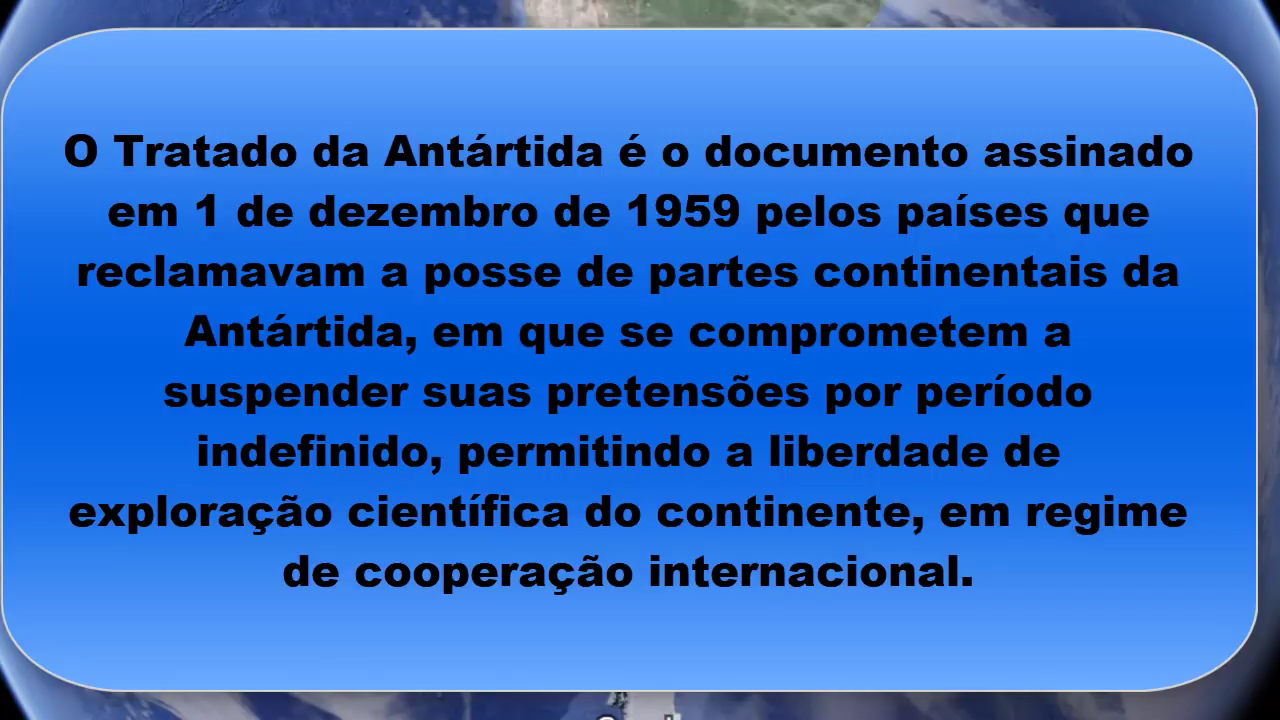 O Tratado da Antártida é o documento assinado
em 1 de dezembro de 1959 pelos países que
reclamavam a posse de partes continentais da
Antártida, em que se comprometem a
suspender suas pretensões por período
indefinido, permitindo a liberdade de
exploração científica do continente, em regime
de cooperação internacional.